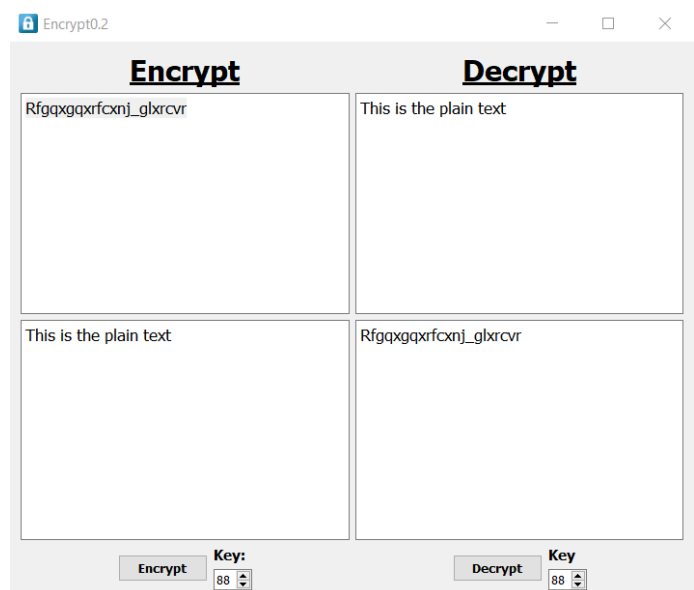 Encrypt0.2
Encrypt
Decrypt
Rfgqxgqxrfcxnj_glxrcvr
This is the plain text
This is the plain text
Rfgqxgqxrfcxnj_glxrcvr
Encrypt
Key:
88
Decrypt
Key
88